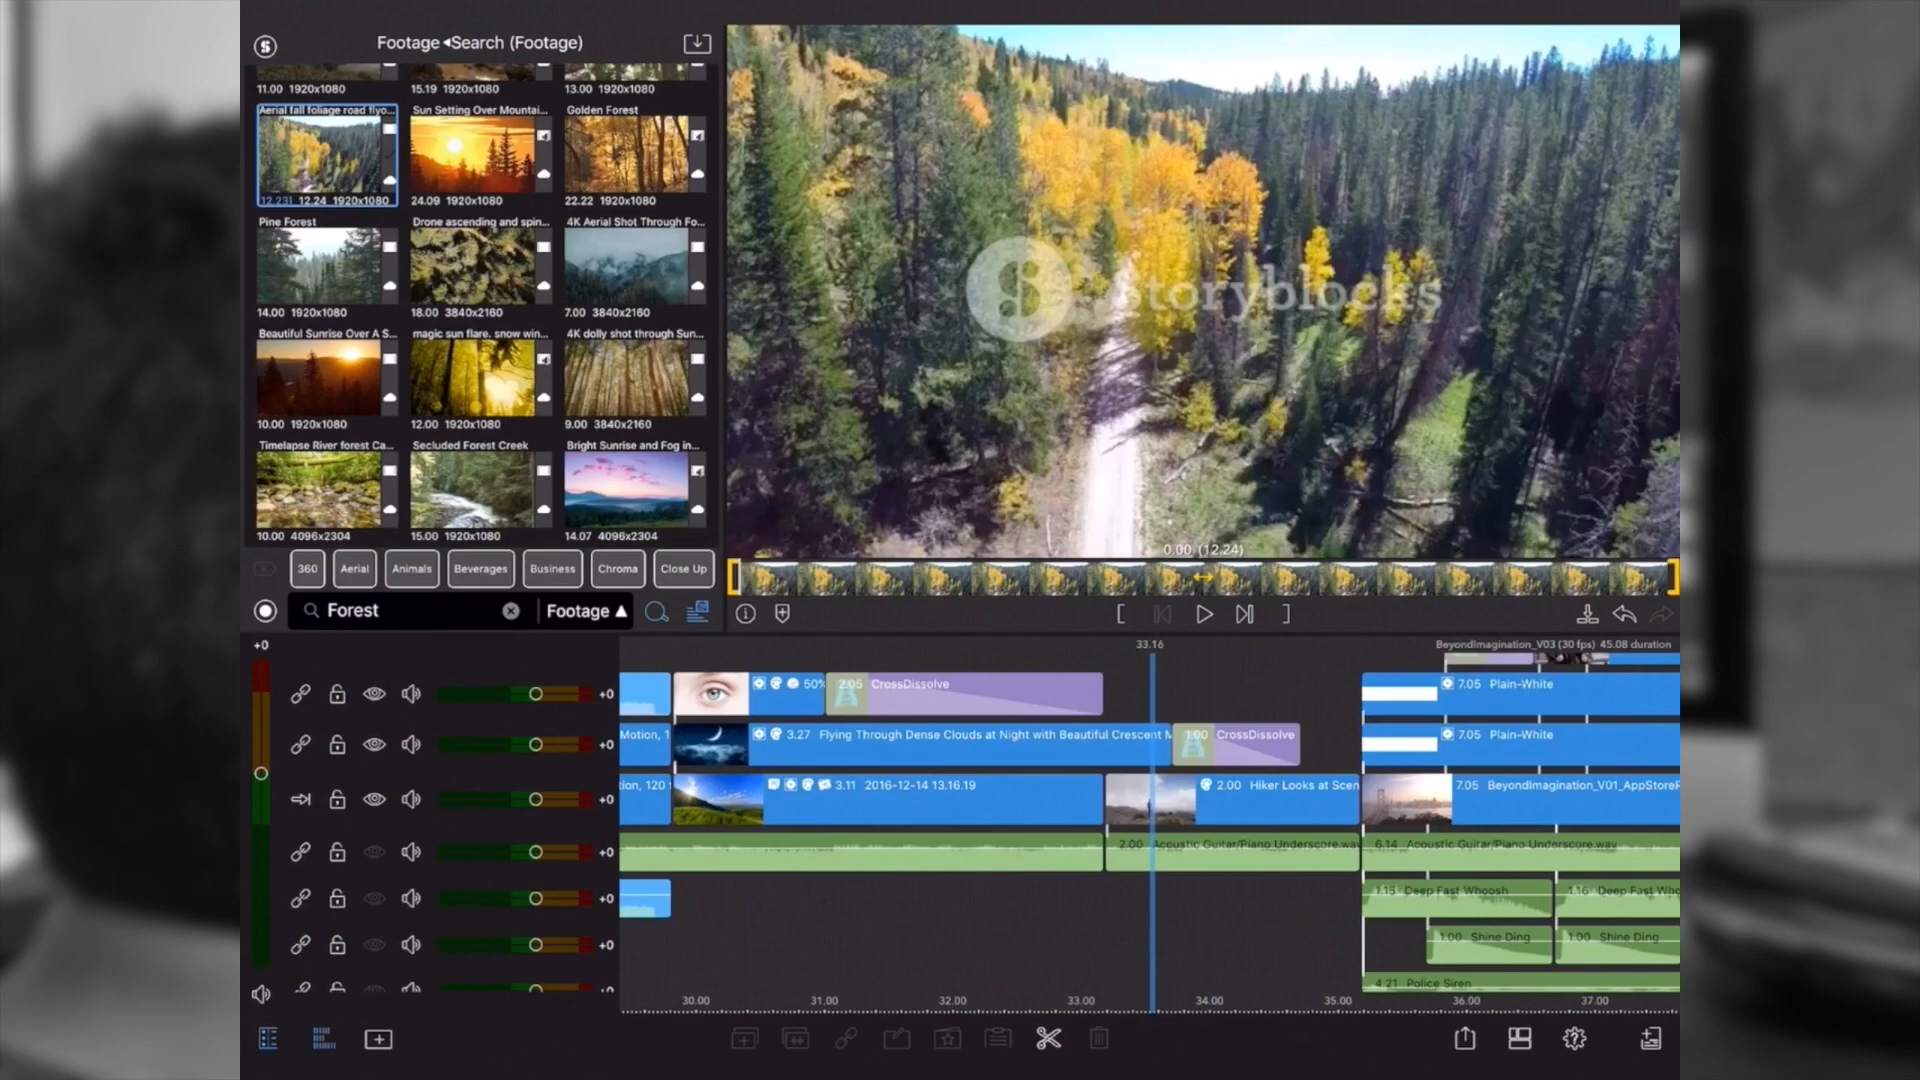 Footage ◂Search (Footage)
11.00 1920x1080
15.19 1920x1080
13.00 1920x1080
Aerial fall foliage road flyo...
Sun Setting Over Mountai...
Golden Forest
12.23| 12.24 1920x1080
24.09 1920x1080
22.22 1920x1080
Pine Forest
Drone ascending and spin...
4K Aerial Shot Through Fo...
14.00 1920x1080
18.00 3840x2160
7.00 3840x2160
Beautiful Sunrise Over A S...
magic sun flare. snow win...
4K dolly shot through Sun...
10.00 1920x1080
12.00 1920x1080
9.00 3840x2160
Timelapse River forest Ca...
Secluded Forest Creek
Bright Sunrise and Fog in...
10.00 4096x2304
15.00 1920x1080
14.07 4096x2304
360 Aerial Animals Beverages Business Chroma Close Up
Forest Footage ▲
Storyblocks
0.00 (12.24)
+0
33.16
BeyondImagination_V03 (30 fps) 45.08 duration
+0
50%
2.05 CrossDissolve
7.05 Plain-White
+0
Motion, 1
3.27 Flying Through Dense Clouds at Night with Beautiful Crescent M
1.00 CrossDissolve
7.05 Plain-White
+0
tion, 120
3.11 2016-12-14 13.16.19
2.00 Hiker Looks at Scen
7.05 BeyondImagination_V01_AppStoreP
+0
2.00 Acoustic Guitar/Piano Underscore.wav
6.14 Acoustic Guitar/Piano Underscore.wav
+0
1.15 Deep Fast Whoosh
1.16 Deep Fast Who
+0
1.00 Shine Ding
1.00 Shine Ding
4.21 Police Siren
30.00 31.00 32.00 33.00 34.00 35.00 36.00 37.00